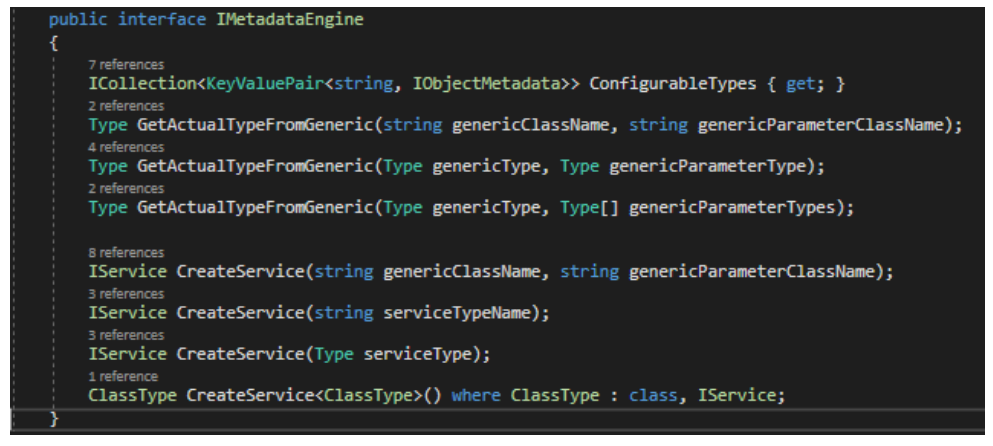 public interface IMetadataEngine
{
7 references
ICollection<KeyValuePair<string, IObjectMetadata>> ConfigurableTypes { get; }
2 references
Type GetActualTypeFromGeneric(string genericClassName, string genericParameterClassName);
4 references
Type GetActualTypeFromGeneric(Type genericType, Type genericParameterType);
2 references
Type GetActualTypeFromGeneric(Type genericType, Type[] genericParameterTypes);
8 references
IService CreateService(string genericClassName, string genericParameterClassName);
3 references
IService CreateService(string serviceTypeName);
3 references
IService CreateService(Type serviceType);
1 reference
ClassType CreateService<ClassType>() where ClassType : class, IService;
}